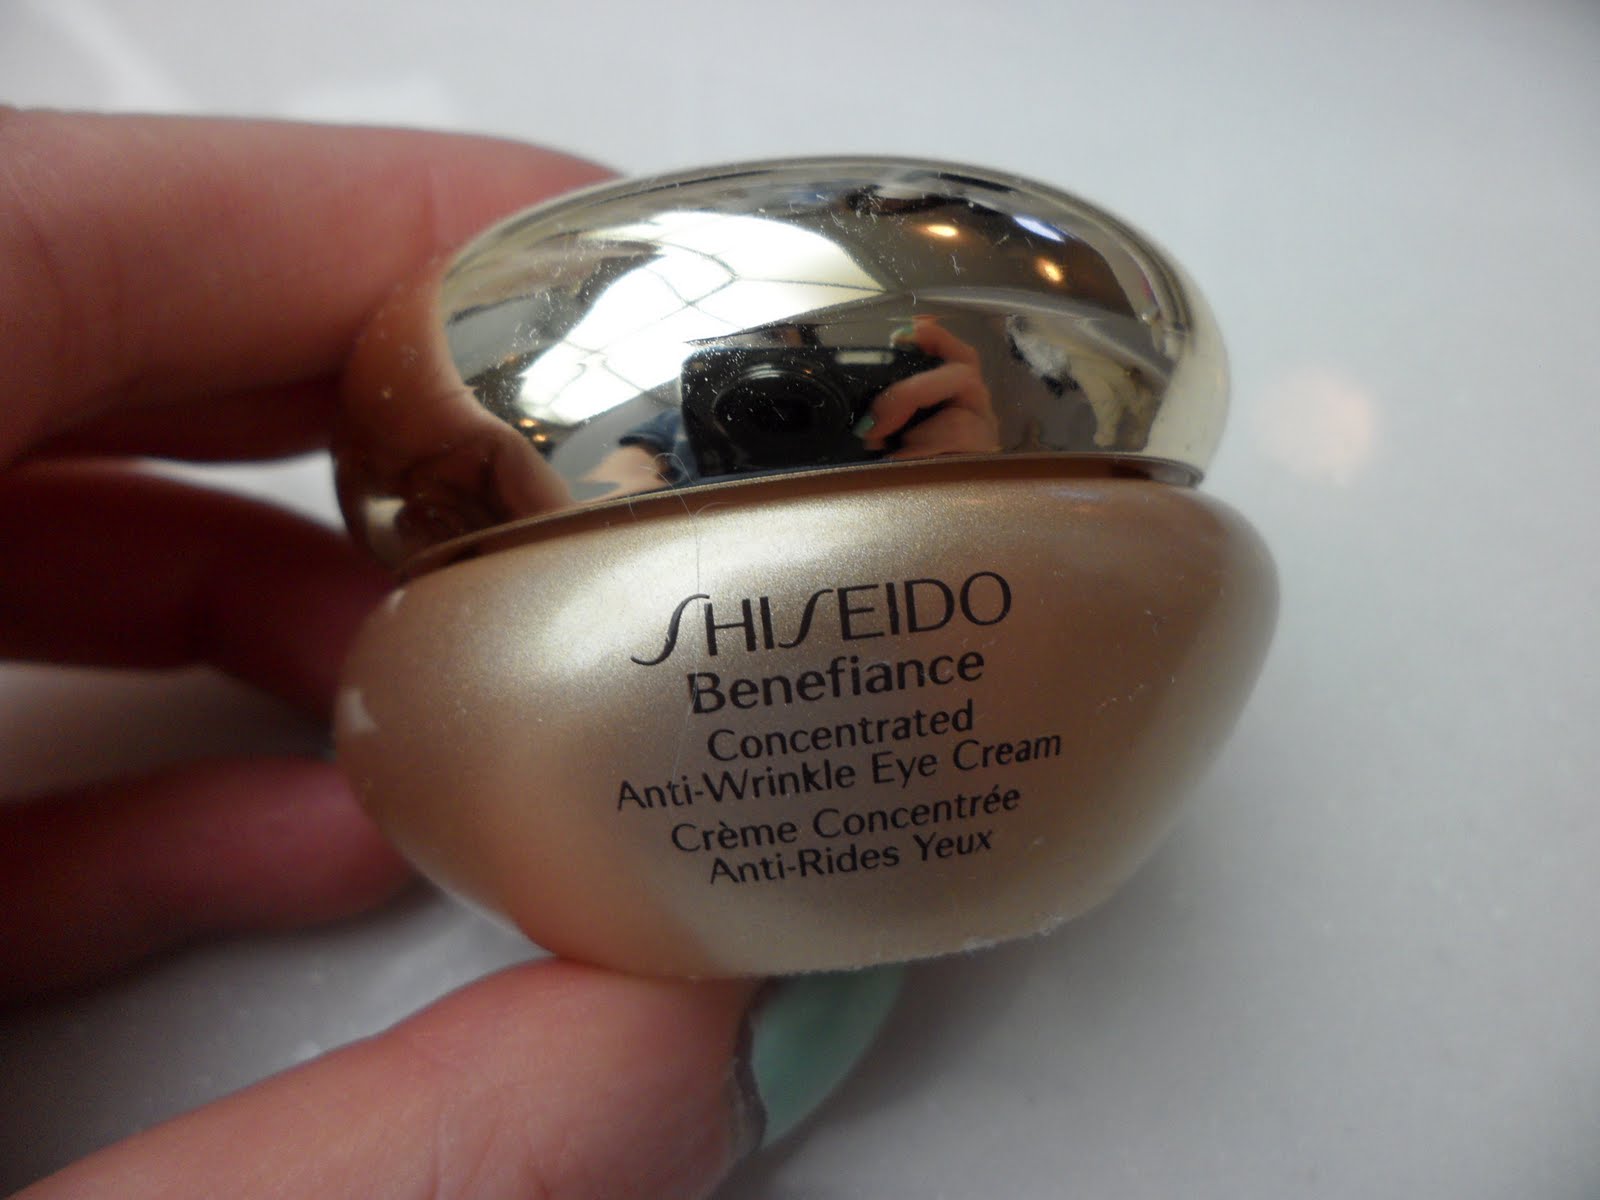 SHISEIDO
Benefiance
Concentrated
Anti-Wrinkle Eye Cream
Crème Concentrée
Anti-Rides Yeux